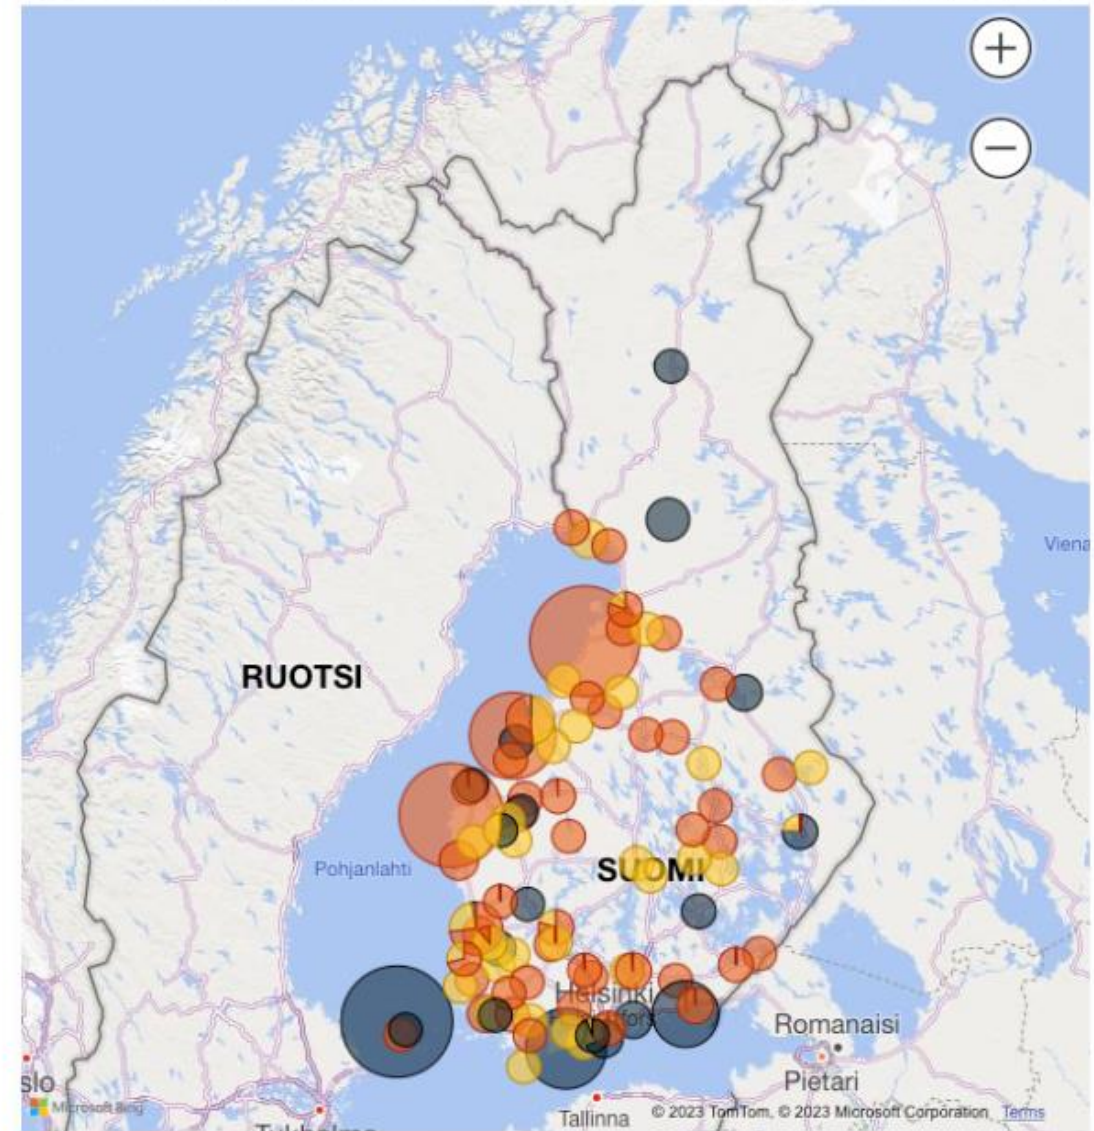 +
−
Viena
RUOTSI
Pohjanlahti
SUOMI
Helsinki
Romanaisi
Pietari
slo
Microsoft Bing
Tallinna
© 2023 TomTom, © 2023 Microsoft Corporation Terms